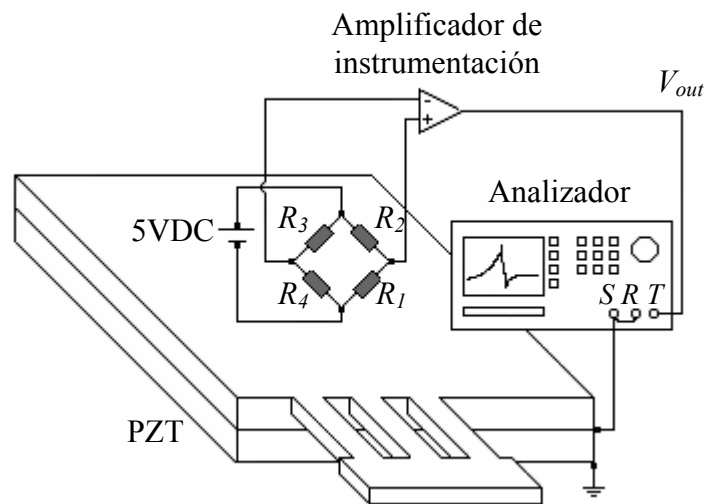 Amplificador de
instrumentación
V_out
-
+
Analizador
5VDC
R_3
R_2
R_4
R_1
S R T
PZT